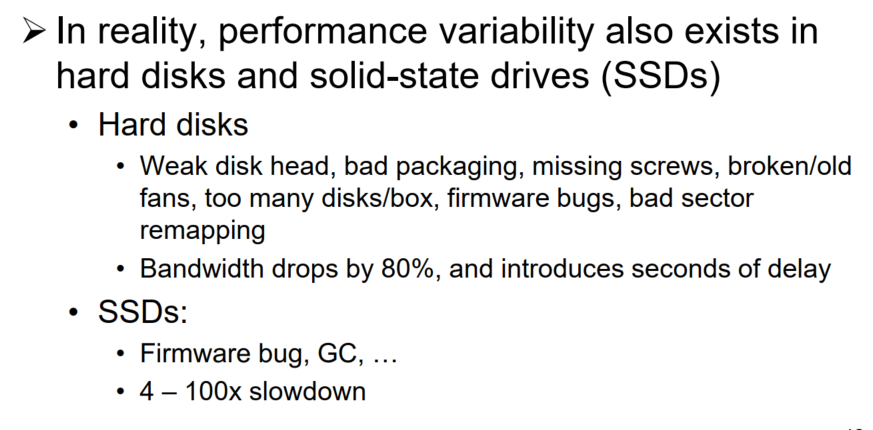 ➢ In reality, performance variability also exists in
hard disks and solid-state drives (SSDs)
• Hard disks
• Weak disk head, bad packaging, missing screws, broken/old
fans, too many disks/box, firmware bugs, bad sector
remapping
• Bandwidth drops by 80%, and introduces seconds of delay
• SSDs:
• Firmware bug, GC, …
• 4 – 100x slowdown